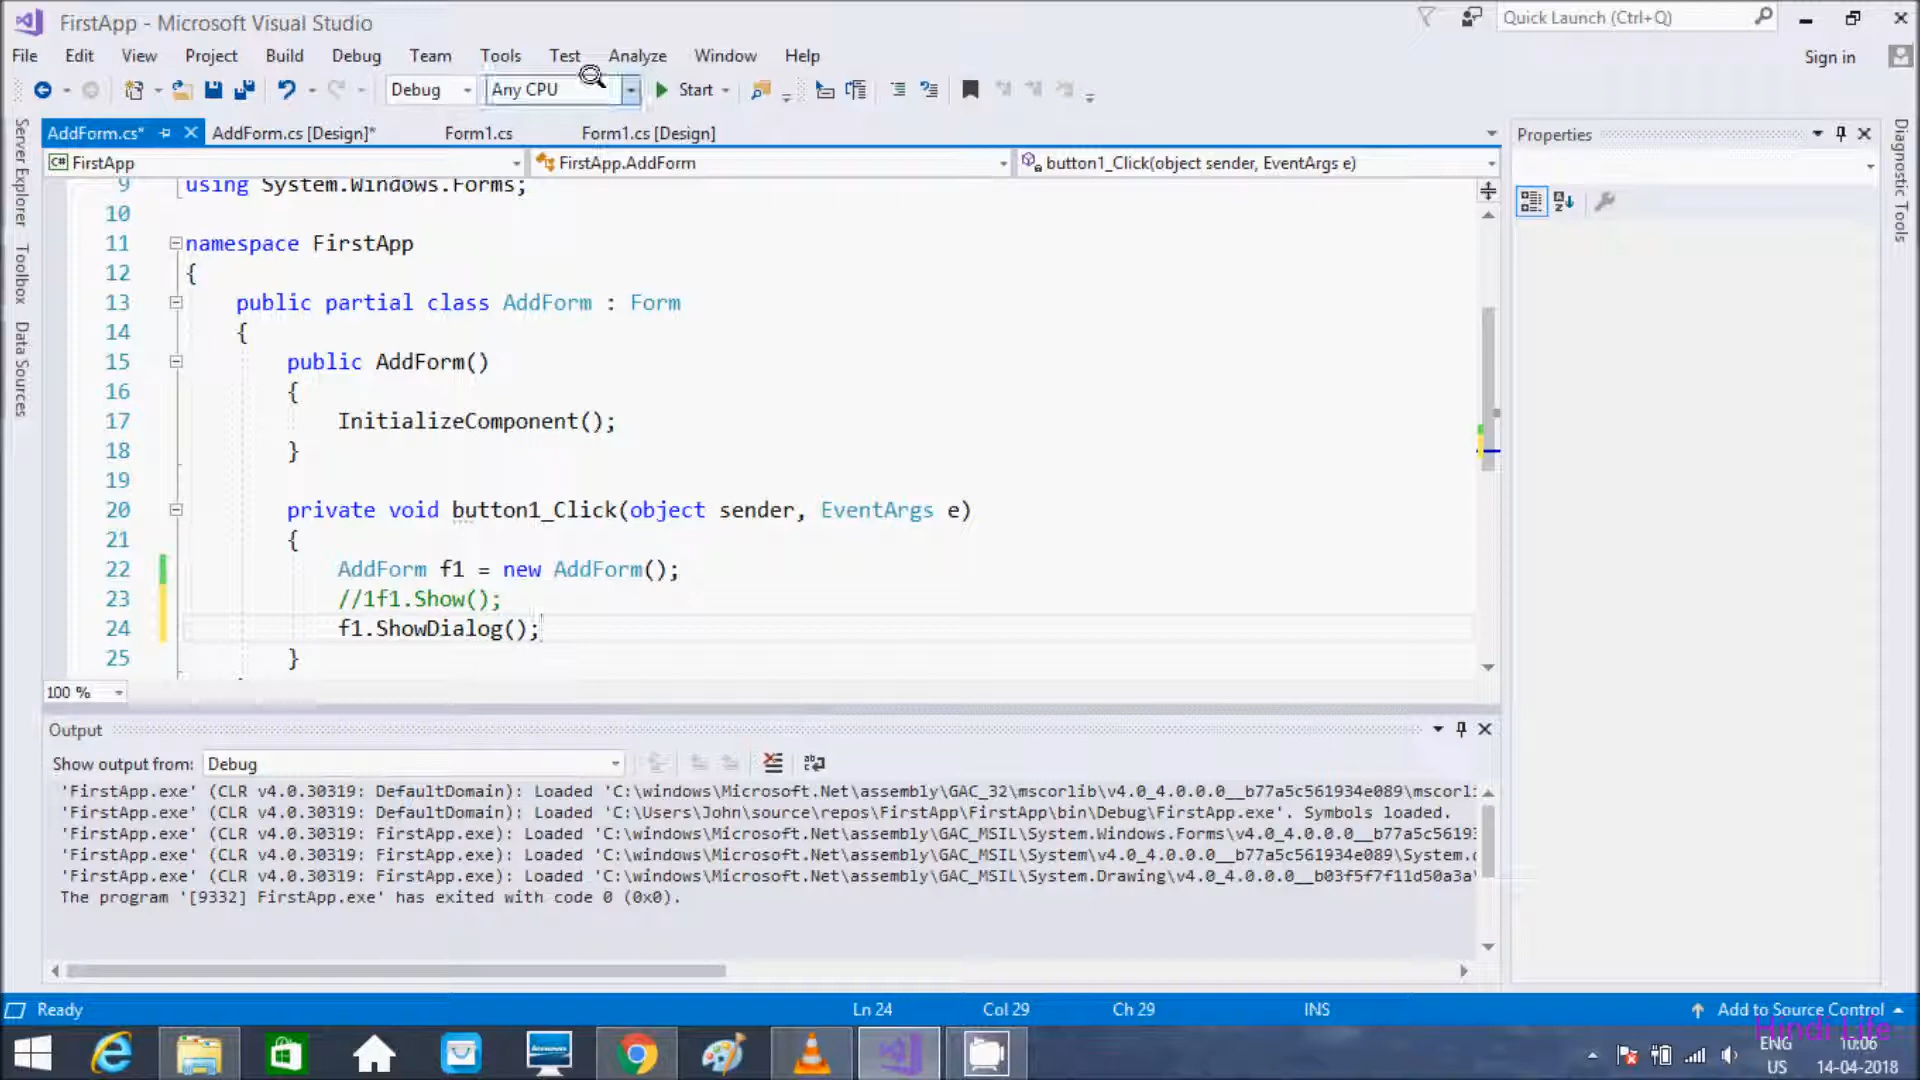 FirstApp - Microsoft Visual Studio
Quick Launch (Ctrl+Q)
File Edit View Project Build Debug Team Tools Test Analyze Window Help
Sign in
Debug Any CPU Start
AddForm.cs* AddForm.cs [Design]* Form1.cs Form1.cs [Design]
Properties
C# FirstApp FirstApp.AddForm button1_Click(object sender, EventArgs e)
Server Explorer
Toolbox
Data Sources
Diagnostic Tools
9 using System.Windows.Forms;
10
11 namespace FirstApp
12 {
13 public partial class AddForm : Form
14 {
15 public AddForm()
16 {
17 InitializeComponent();
18 }
19
20 private void button1_Click(object sender, EventArgs e)
21 {
22 AddForm f1 = new AddForm();
23 //1f1.Show();
24 f1.ShowDialog();
25 }
100 %
Output
Show output from: Debug
'FirstApp.exe' (CLR v4.0.30319: DefaultDomain): Loaded 'C:\windows\Microsoft.Net\assembly\GAC_32\mscorlib\v4.0_4.0.0.0__b77a5c561934e089\mscorli
'FirstApp.exe' (CLR v4.0.30319: DefaultDomain): Loaded 'C:\Users\John\source\repos\FirstApp\FirstApp\bin\Debug\FirstApp.exe'. Symbols loaded.
'FirstApp.exe' (CLR v4.0.30319: FirstApp.exe): Loaded 'C:\windows\Microsoft.Net\assembly\GAC_MSIL\System.Windows.Forms\v4.0_4.0.0.0__b77a5c5619
'FirstApp.exe' (CLR v4.0.30319: FirstApp.exe): Loaded 'C:\windows\Microsoft.Net\assembly\GAC_MSIL\System\v4.0_4.0.0.0__b77a5c561934e089\System.
'FirstApp.exe' (CLR v4.0.30319: FirstApp.exe): Loaded 'C:\windows\Microsoft.Net\assembly\GAC_MSIL\System.Drawing\v4.0_4.0.0.0__b03f5f7f11d50a3a\
The program '[9332] FirstApp.exe' has exited with code 0 (0x0).
Ready Ln 24 Col 29 Ch 29 INS Add to Source Control
Hindi Life
ENG 10:06
US 14-04-2018